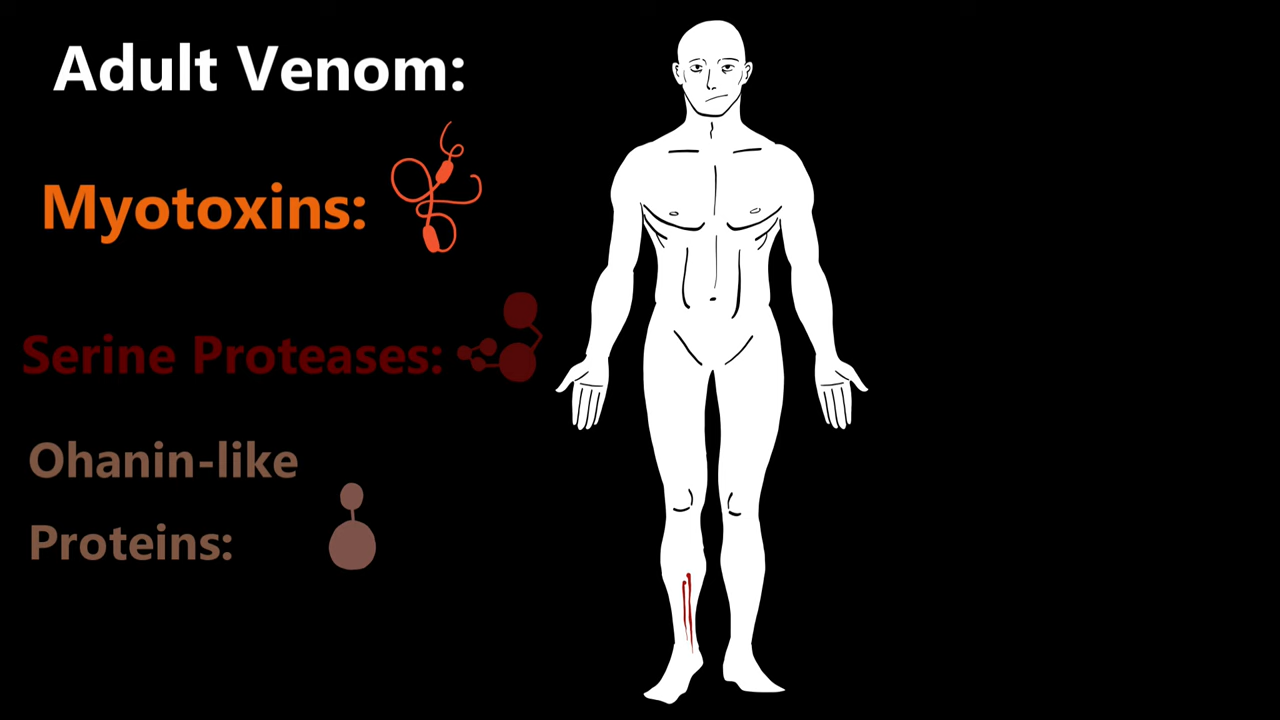 Adult Venom:
Myotoxins:
Serine Proteases:
Ohanin-like
Proteins: